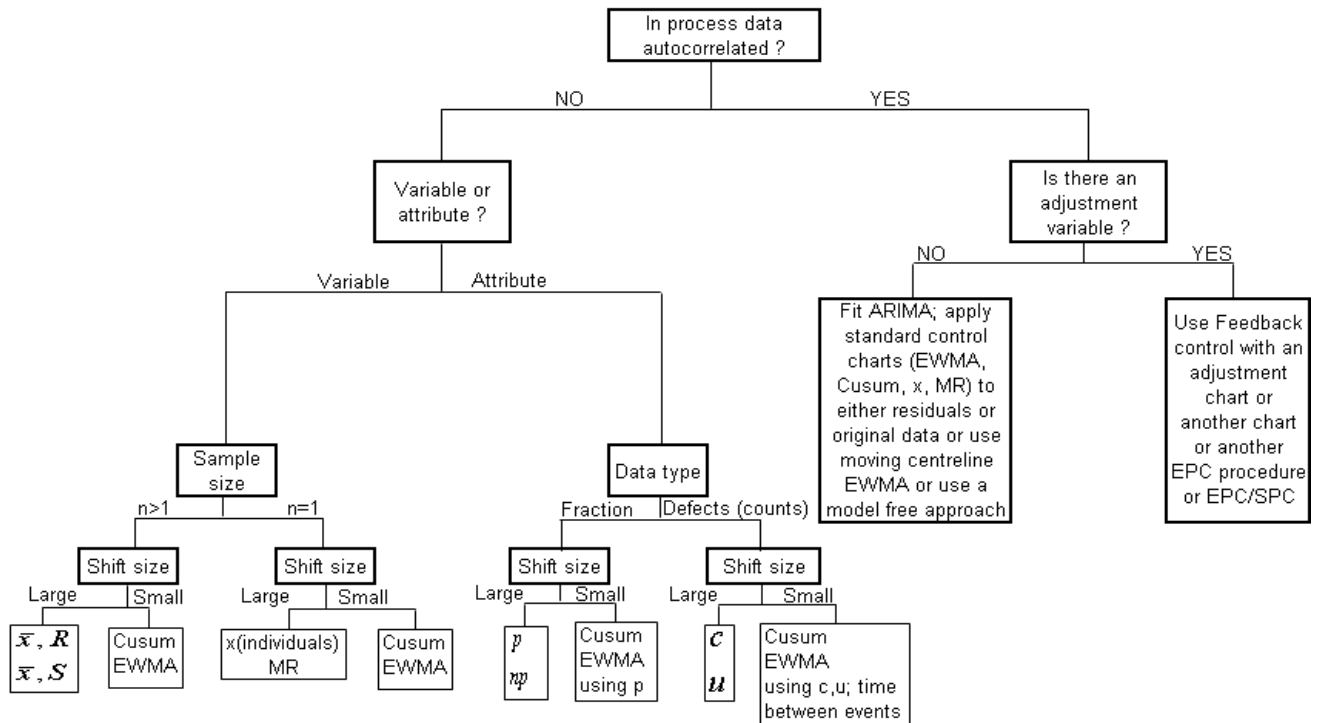 In process data
autocorrelated ?
NO
YES
Variable or
attribute ?
Is there an
adjustment
variable ?
Variable
Attribute
NO
YES
Fit ARIMA; apply
standard control
charts (EWMA,
Cusum, x, MR) to
either residuals or
original data or use
moving centreline
EWMA or use a
model free approach
Use Feedback
control with an
adjustment
chart or
another chart
or another
EPC procedure
or EPC/SPC
Sample
size
Data type
n>1
n=1
Fraction
Defects (counts)
Shift size
Shift size
Shift size
Shift size
Large
Small
Large
Small
Large
Small
Large
Small
x̄, R
x̄, S
Cusum
EWMA
x(individuals)
MR
Cusum
EWMA
p
np
Cusum
EWMA
using p
c
u
Cusum
EWMA
using c,u; time
between events